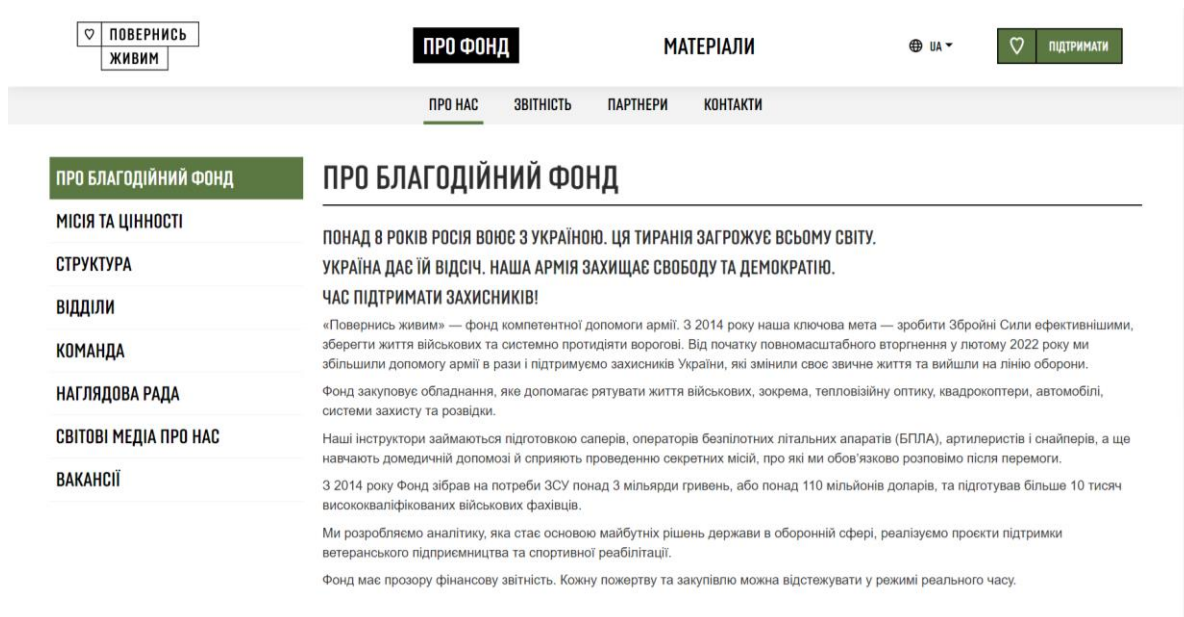 ПОВЕРНИСЬ
ЖИВИМ
ПРО ФОНД
МАТЕРІАЛИ
UA
ПІДТРИМАТИ
ПРО НАС
ЗВІТНІСТЬ
ПАРТНЕРИ
КОНТАКТИ
ПРО БЛАГОДІЙНИЙ ФОНД
МІСІЯ ТА ЦІННОСТІ
СТРУКТУРА
ВІДДІЛИ
КОМАНДА
НАГЛЯДОВА РАДА
СВІТОВІ МЕДІА ПРО НАС
ВАКАНСІЇ
ПРО БЛАГОДІЙНИЙ ФОНД
ПОНАД 8 РОКІВ РОСІЯ ВОЮЄ З УКРАЇНОЮ. ЦЯ ТИРАНІЯ ЗАГРОЖУЄ ВСЬОМУ СВІТУ.
УКРАЇНА ДАЄ ЇЙ ВІДСІЧ. НАША АРМІЯ ЗАХИЩАЄ СВОБОДУ ТА ДЕМОКРАТІЮ.
ЧАС ПІДТРИМАТИ ЗАХИСНИКІВ!
«Повернись живим» — фонд компетентної допомоги армії. З 2014 року наша ключова мета — зробити Збройні Сили ефективнішими,
зберегти життя військових та системно протидіяти ворогові. Від початку повномасштабного вторгнення у лютому 2022 року ми
збільшили допомогу армії в рази і підтримуємо захисників України, які змінили своє звичне життя та вийшли на лінію оборони.
Фонд закуповує обладнання, яке допомагає рятувати життя військових, зокрема, тепловізійну оптику, квадрокоптери, автомобілі,
системи захисту та розвідки.
Наші інструктори займаються підготовкою саперів, операторів безпілотних літальних апаратів (БПЛА), артилеристів і снайперів, а ще
навчають домедичній допомозі й сприяють проведенню секретних місій, про які ми обов’язково розповімо після перемоги.
З 2014 року Фонд зібрав на потреби ЗСУ понад 3 мільярди гривень, або понад 110 мільйонів доларів, та підготував більше 10 тисяч
висококваліфікованих військових фахівців.
Ми розробляємо аналітику, яка стає основою майбутніх рішень держави в оборонній сфері, реалізуємо проєкти підтримки
ветеранського підприємництва та спортивної реабілітації.
Фонд має прозору фінансову звітність. Кожну пожертву та закупівлю можна відстежувати у режимі реального часу.